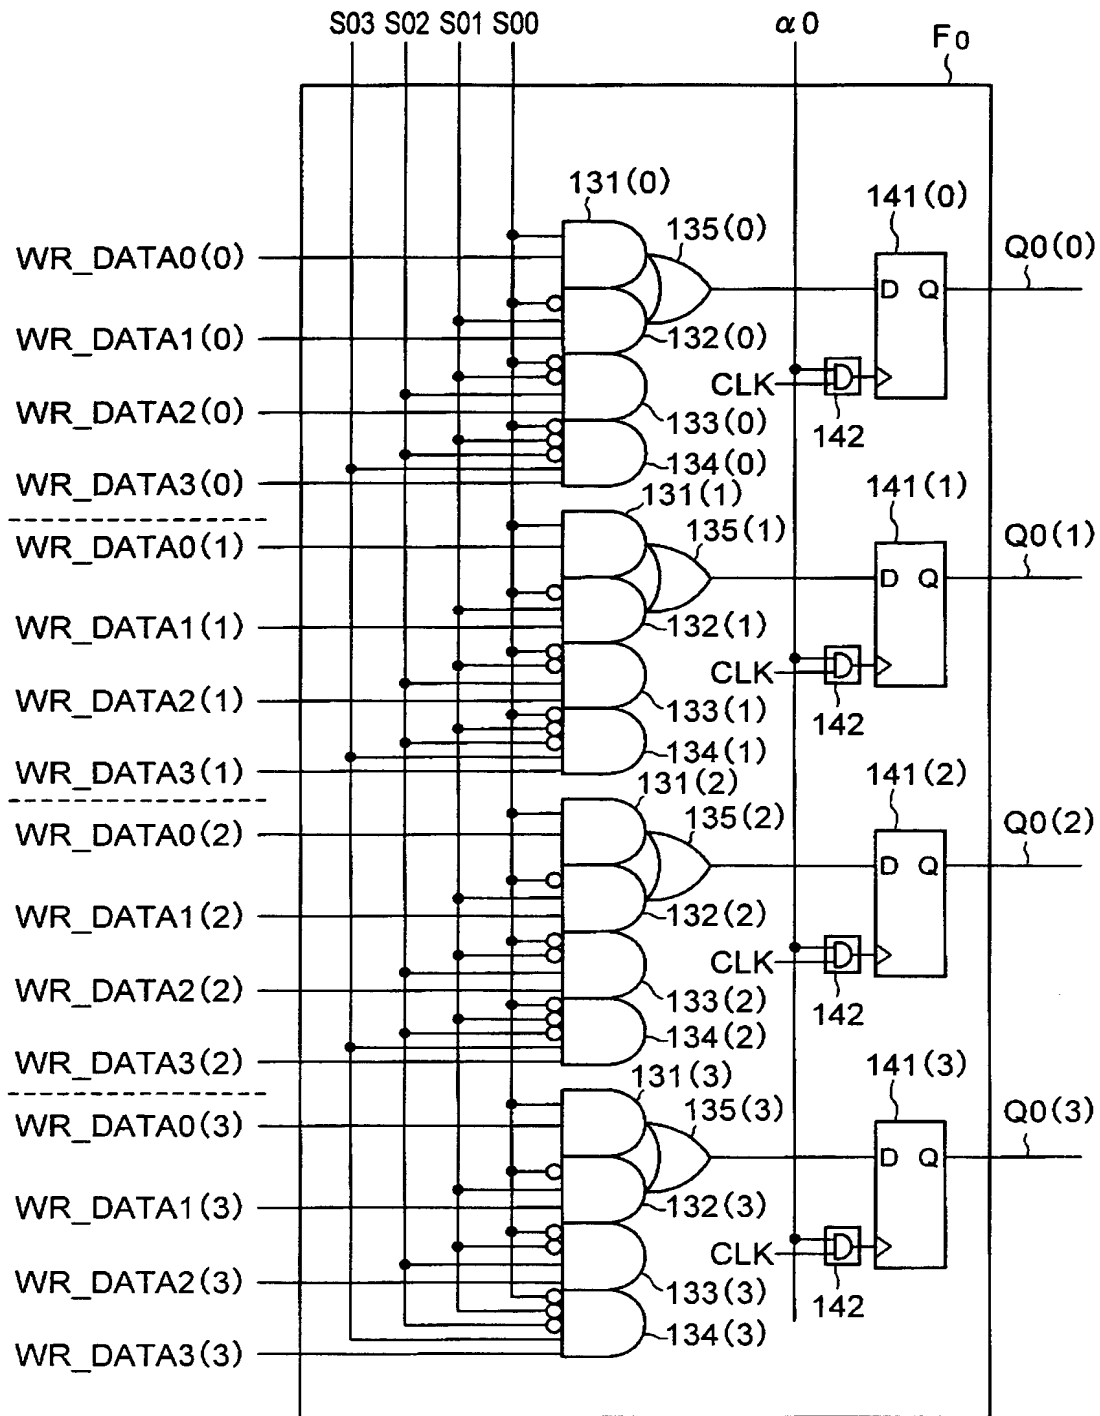 S03 S02 S01 S00 α0 F0
131(0) 141(0)
135(0) Q0(0)
WR_DATA0(0)
D Q
WR_DATA1(0) 132(0)
CLK
WR_DATA2(0) 133(0) 142
134(0)
WR_DATA3(0) 131(1) 141(1)
135(1) Q0(1)
WR_DATA0(1)
D Q
WR_DATA1(1) 132(1)
CLK
WR_DATA2(1) 133(1) 142
134(1)
WR_DATA3(1) 131(2) 141(2)
135(2) Q0(2)
WR_DATA0(2)
D Q
WR_DATA1(2) 132(2)
CLK
WR_DATA2(2) 133(2) 142
134(2)
WR_DATA3(2) 131(3) 141(3)
135(3) Q0(3)
WR_DATA0(3)
D Q
WR_DATA1(3) 132(3)
CLK
WR_DATA2(3) 133(3) 142
134(3)
WR_DATA3(3)